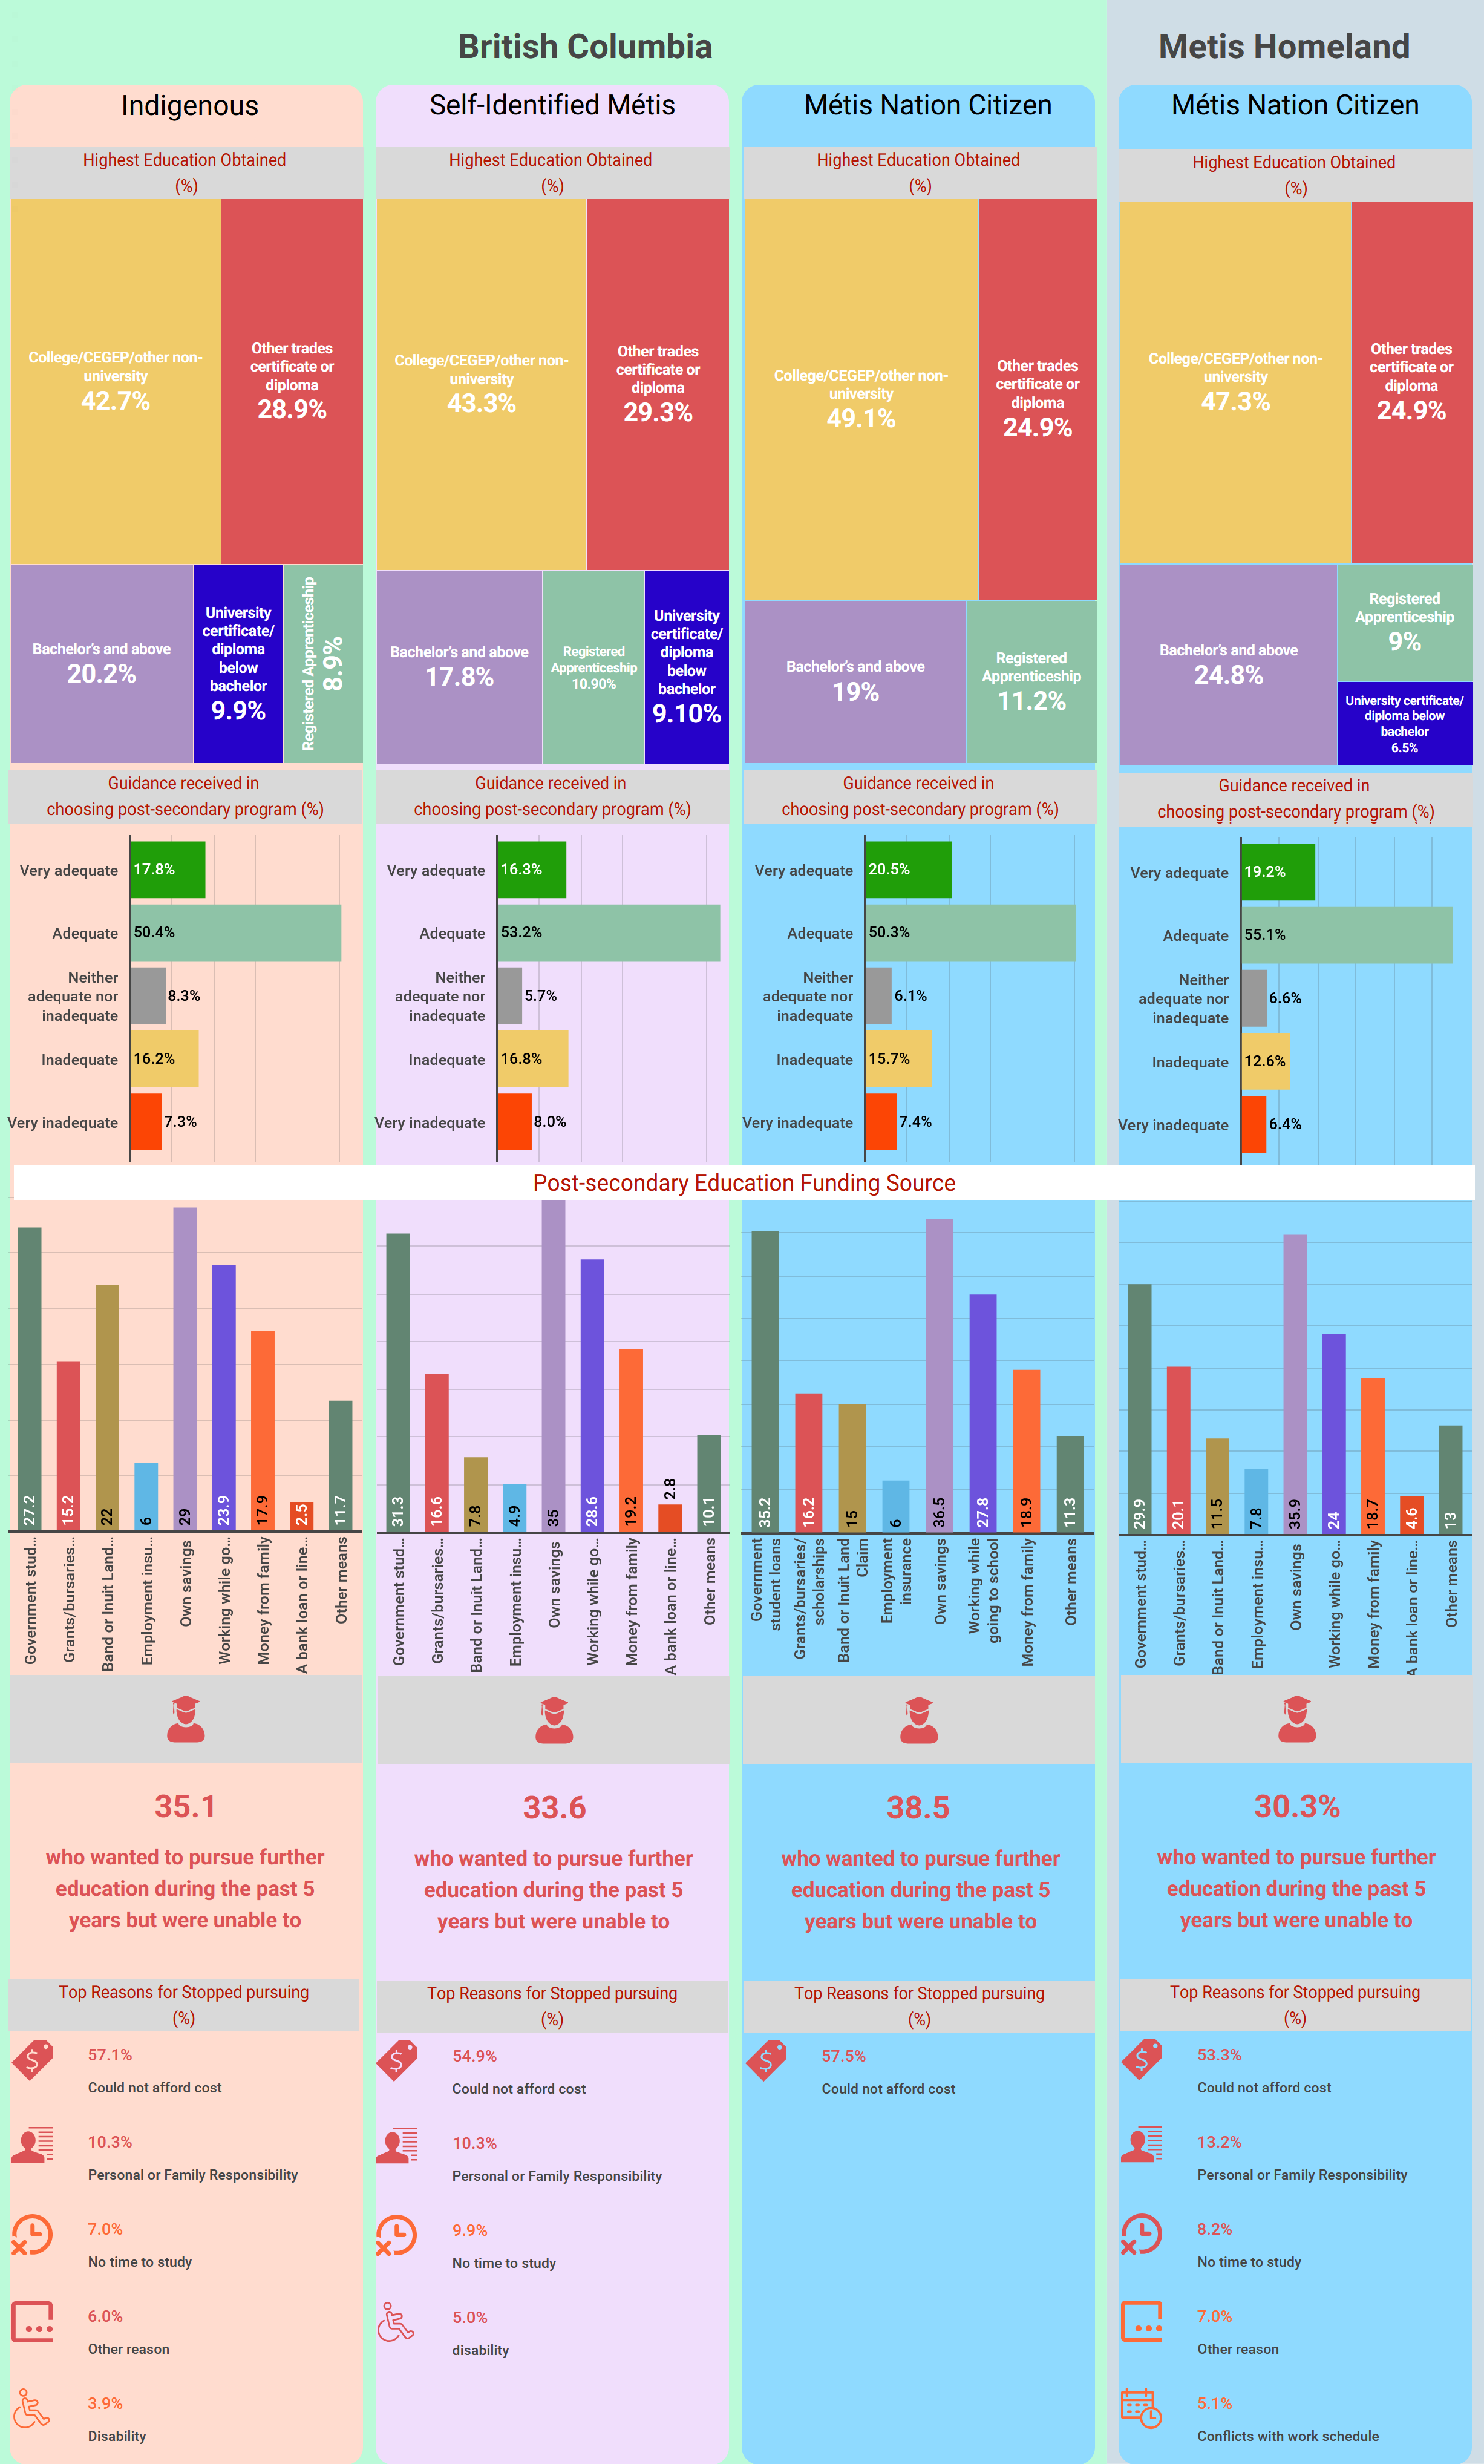 British Columbia
Metis Homeland
Indigenous
Highest Education Obtained
(%)
College/CEGEP/other non-
university
42.7%
Other trades
certificate or
diploma
28.9%
Bachelor's and above
20.2%
University
certificate/
diploma
below
bachelor
9.9%
Registered Apprenticeship
8.9%
Guidance received in
choosing post-secondary program (%)
Very adequate
17.8%
Adequate
50.4%
Neither
adequate nor
inadequate
8.3%
Inadequate
16.2%
Very inadequate
7.3%
Self-Identified Métis
Highest Education Obtained
(%)
College/CEGEP/other non-
university
43.3%
Other trades
certificate or
diploma
29.3%
Bachelor's and above
17.8%
Registered
Apprenticeship
10.90%
University
certificate/
diploma
below
bachelor
9.10%
Guidance received in
choosing post-secondary program (%)
Very adequate
16.3%
Adequate
53.2%
Neither
adequate nor
inadequate
5.7%
Inadequate
16.8%
Very inadequate
8.0%
Métis Nation Citizen
Highest Education Obtained
(%)
College/CEGEP/other non-
university
49.1%
Other trades
certificate or
diploma
24.9%
Bachelor's and above
19%
Registered
Apprenticeship
11.2%
Guidance received in
choosing post-secondary program (%)
Very adequate
20.5%
Adequate
50.3%
Neither
adequate nor
inadequate
6.1%
Inadequate
15.7%
Very inadequate
7.4%
Métis Nation Citizen
Highest Education Obtained
(%)
College/CEGEP/other non-
university
47.3%
Other trades
certificate or
diploma
24.9%
Bachelor's and above
24.8%
Registered
Apprenticeship
9%
University certificate/
diploma below
bachelor
6.5%
Guidance received in
choosing post-secondary program (%)
Very adequate
19.2%
Adequate
55.1%
Neither
adequate nor
inadequate
6.6%
Inadequate
12.6%
Very inadequate
6.4%
Post-secondary Education Funding Source
27.2
15.2
22
6
29
23.9
17.9
2.5
11.7
Government stud...
Grants/bursaries...
Band or Inuit Land...
Employment insu...
Own savings
Working while go...
Money from family
A bank loan or line...
Other means
35.1
who wanted to pursue further
education during the past 5
years but were unable to
Top Reasons for Stopped pursuing
(%)
57.1%
Could not afford cost
10.3%
Personal or Family Responsibility
7.0%
No time to study
6.0%
Other reason
3.9%
Disability
31.3
16.6
7.8
4.9
35
28.6
19.2
2.8
10.1
Government stud...
Grants/bursaries...
Band or Inuit Land...
Employment insu...
Own savings
Working while go...
Money from family
A bank loan or line...
Other means
33.6
who wanted to pursue further
education during the past 5
years but were unable to
Top Reasons for Stopped pursuing
(%)
54.9%
Could not afford cost
10.3%
Personal or Family Responsibility
9.9%
No time to study
5.0%
disability
35.2
16.2
15
6
36.5
27.8
18.9
11.3
Government
student loans
Grants/bursaries/
scholarships
Band or Inuit Land
Claim
Employment
insurance
Own savings
Working while
going to school
Money from family
Other means
38.5
who wanted to pursue further
education during the past 5
years but were unable to
Top Reasons for Stopped pursuing
(%)
57.5%
Could not afford cost
29.9
20.1
11.5
7.8
35.9
24
18.7
4.6
13
Government stud...
Grants/bursaries...
Band or Inuit Land...
Employment insu...
Own savings
Working while go...
Money from family
A bank loan or line...
Other means
30.3%
who wanted to pursue further
education during the past 5
years but were unable to
Top Reasons for Stopped pursuing
(%)
53.3%
Could not afford cost
13.2%
Personal or Family Responsibility
8.2%
No time to study
7.0%
Other reason
5.1%
Conflicts with work schedule